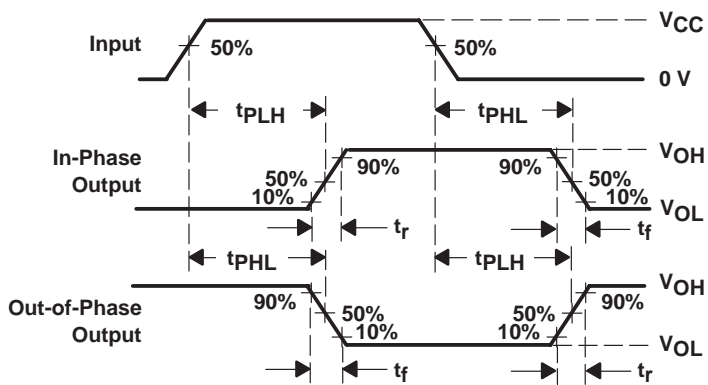 VCC
Input
50%
50%
0 V
tPLH
tPHL
In-Phase
Output
VOH
90%
90%
50%
50%
10%
10%
VOL
tr
tf
tPHL
tPLH
Out-of-Phase
Output
VOH
90%
90%
50%
50%
10%
10%
VOL
tf
tr